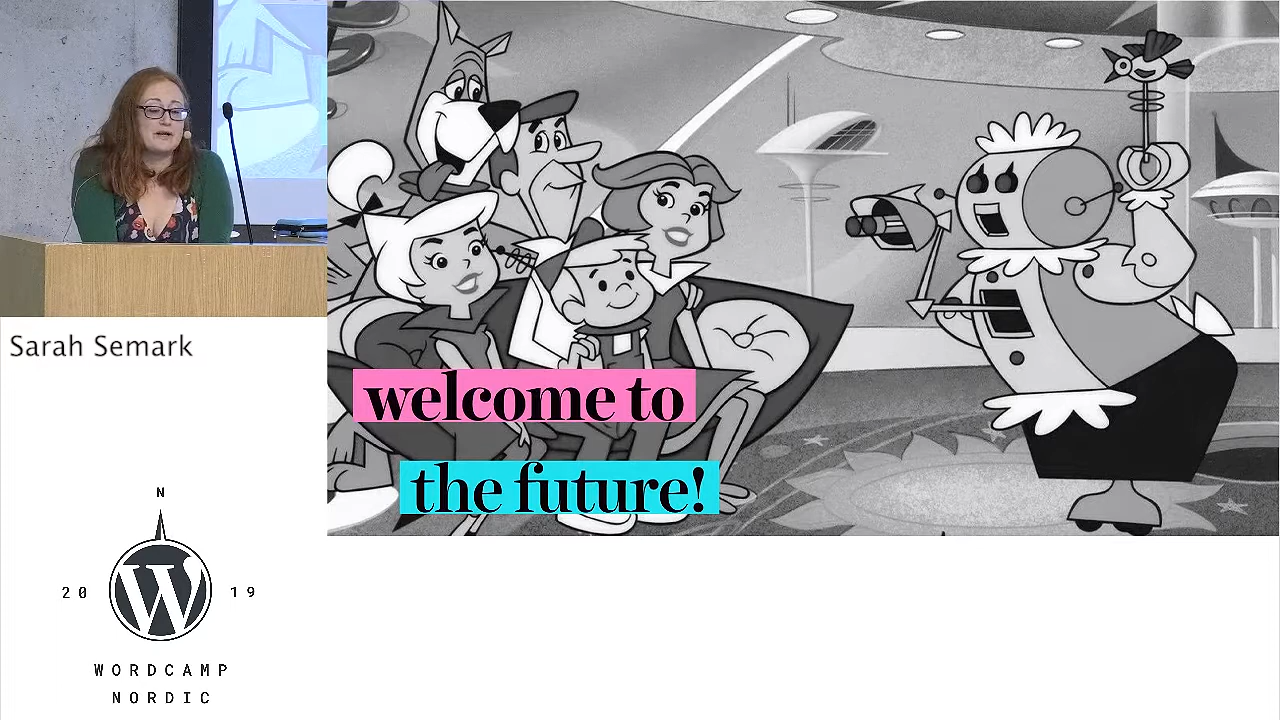 Sarah Semark
welcome to
the future!
N
20 W 19
WORDCAMP
NORDIC